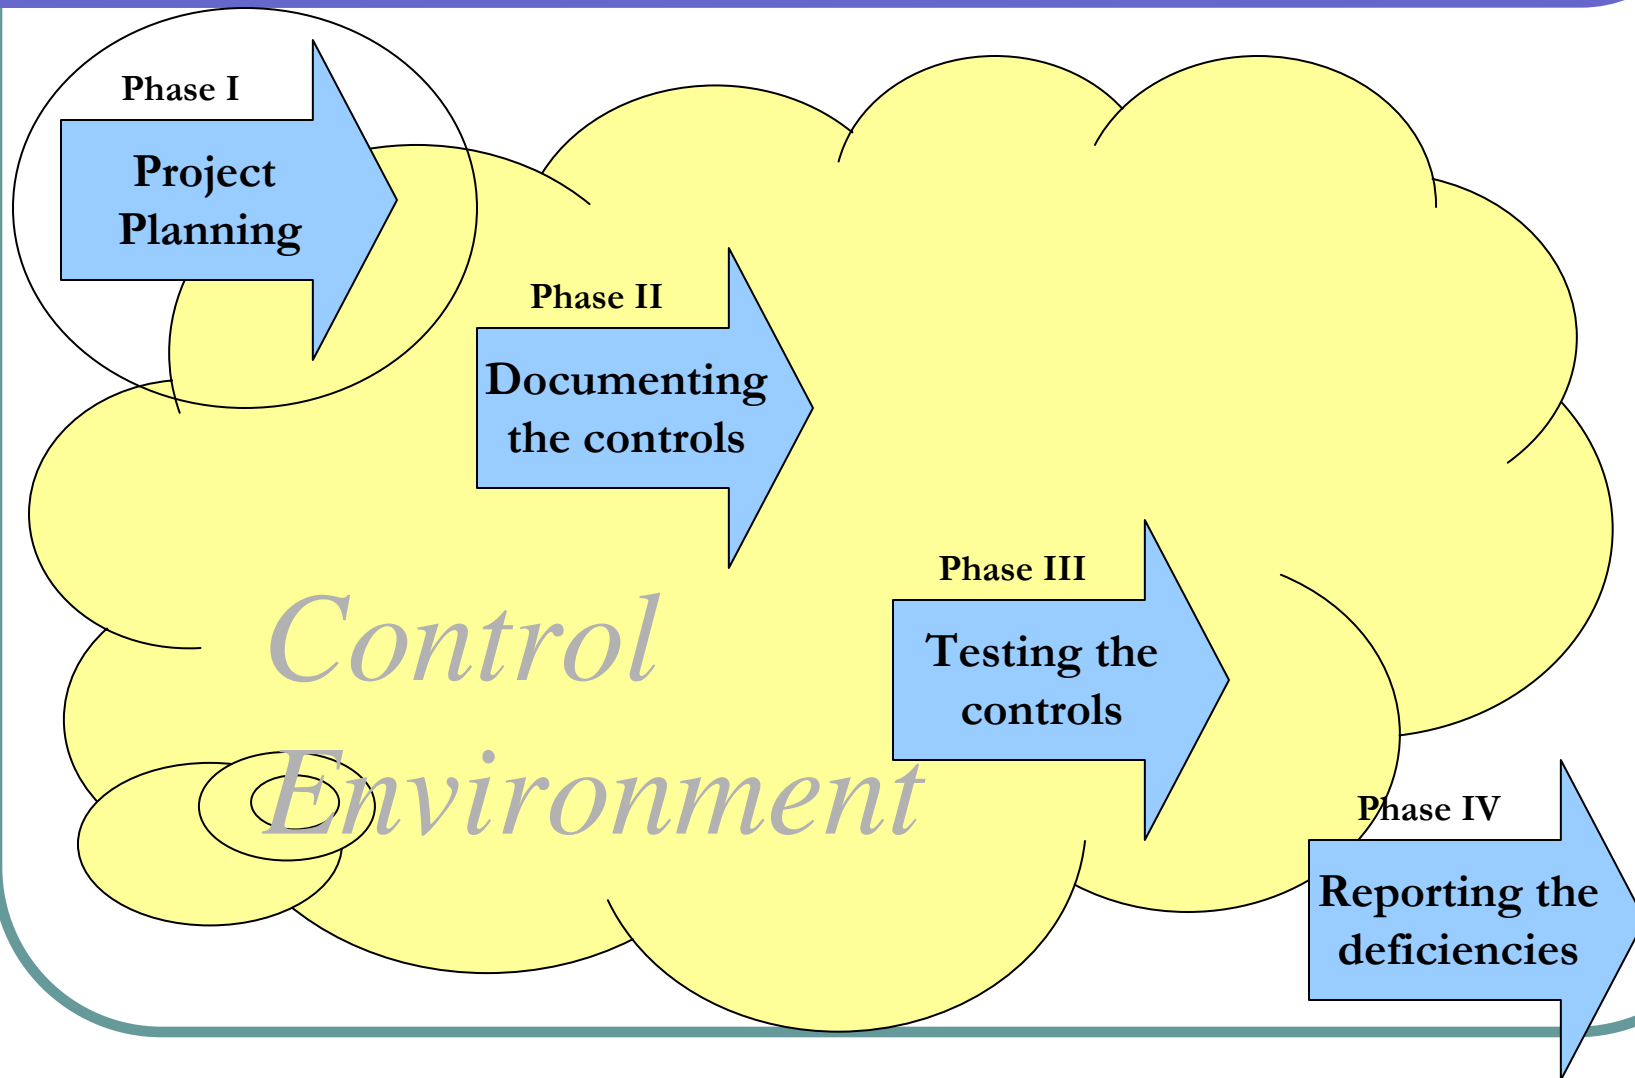 Phase I
Project
Planning
Phase II
Documenting
the controls
Phase III
Testing the
controls
Control
Environment
Phase IV
Reporting the
deficiencies